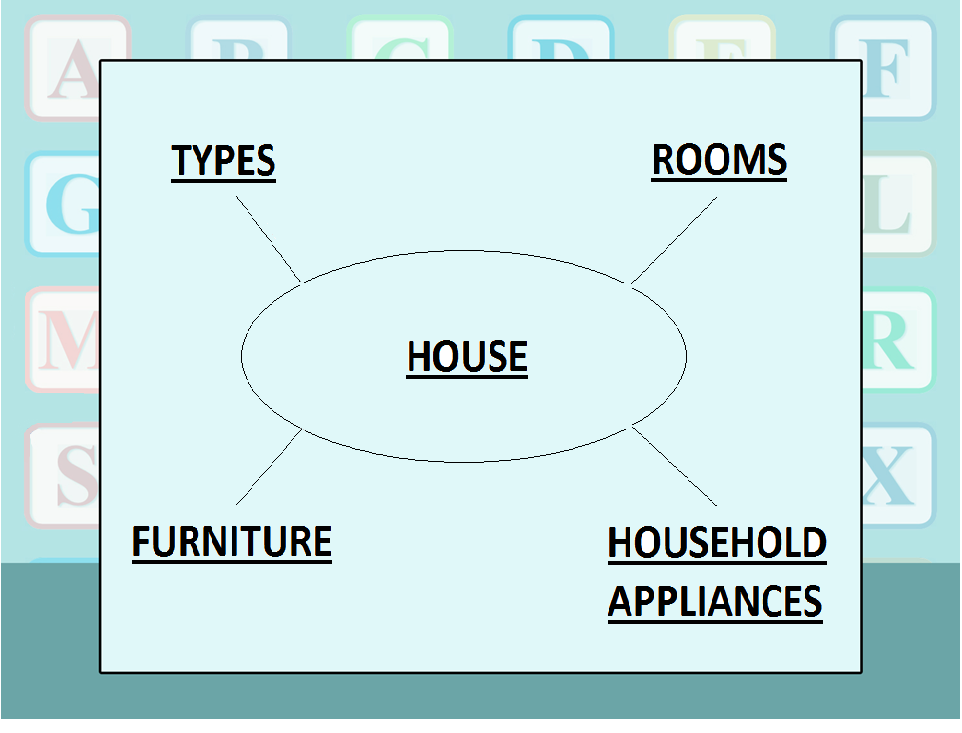 A B C D E F
TYPES
ROOMS
G
L
M
HOUSE
R
S
X
FURNITURE
HOUSEHOLD
APPLIANCES